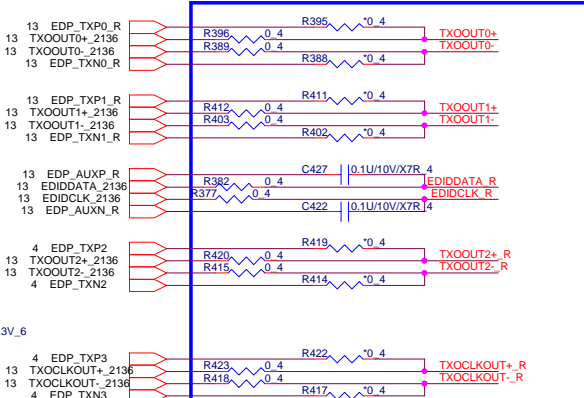 13 EDP_TXP0_R R395 *0_4
13 TXOOUT0+_2136 R396 0_4 TXOOUT0+
13 TXOOUT0-_2136 R389 0_4 TXOOUT0-
13 EDP_TXN0_R R388 *0_4
13 EDP_TXP1_R R411 *0_4
13 TXOOUT1+_2136 R412 0_4 TXOOUT1+
13 TXOOUT1-_2136 R403 0_4 TXOOUT1-
13 EDP_TXN1_R R402 *0_4
13 EDP_AUXP_R C427 0.1U/10V/X7R_4
13 EDIDDATA_2136 R382 0_4 EDIDDATA_R
13 EDIDCLK_2136 R377 0_4 EDIDCLK_R
13 EDP_AUXN_R C422 0.1U/10V/X7R_4
4 EDP_TXP2 R419 *0_4
13 TXOOUT2+_2136 R420 0_4 TXOOUT2+_R
13 TXOOUT2-_2136 R415 0_4 TXOOUT2-_R
4 EDP_TXN2 R414 *0_4
3V_6
4 EDP_TXP3 R422 *0_4
13 TXOCLKOUT+_2136 R423 0_4 TXOCLKOUT+_R
13 TXOCLKOUT-_2136 R418 0_4 TXOCLKOUT-_R
4 EDP_TXN3 R417 *0_4